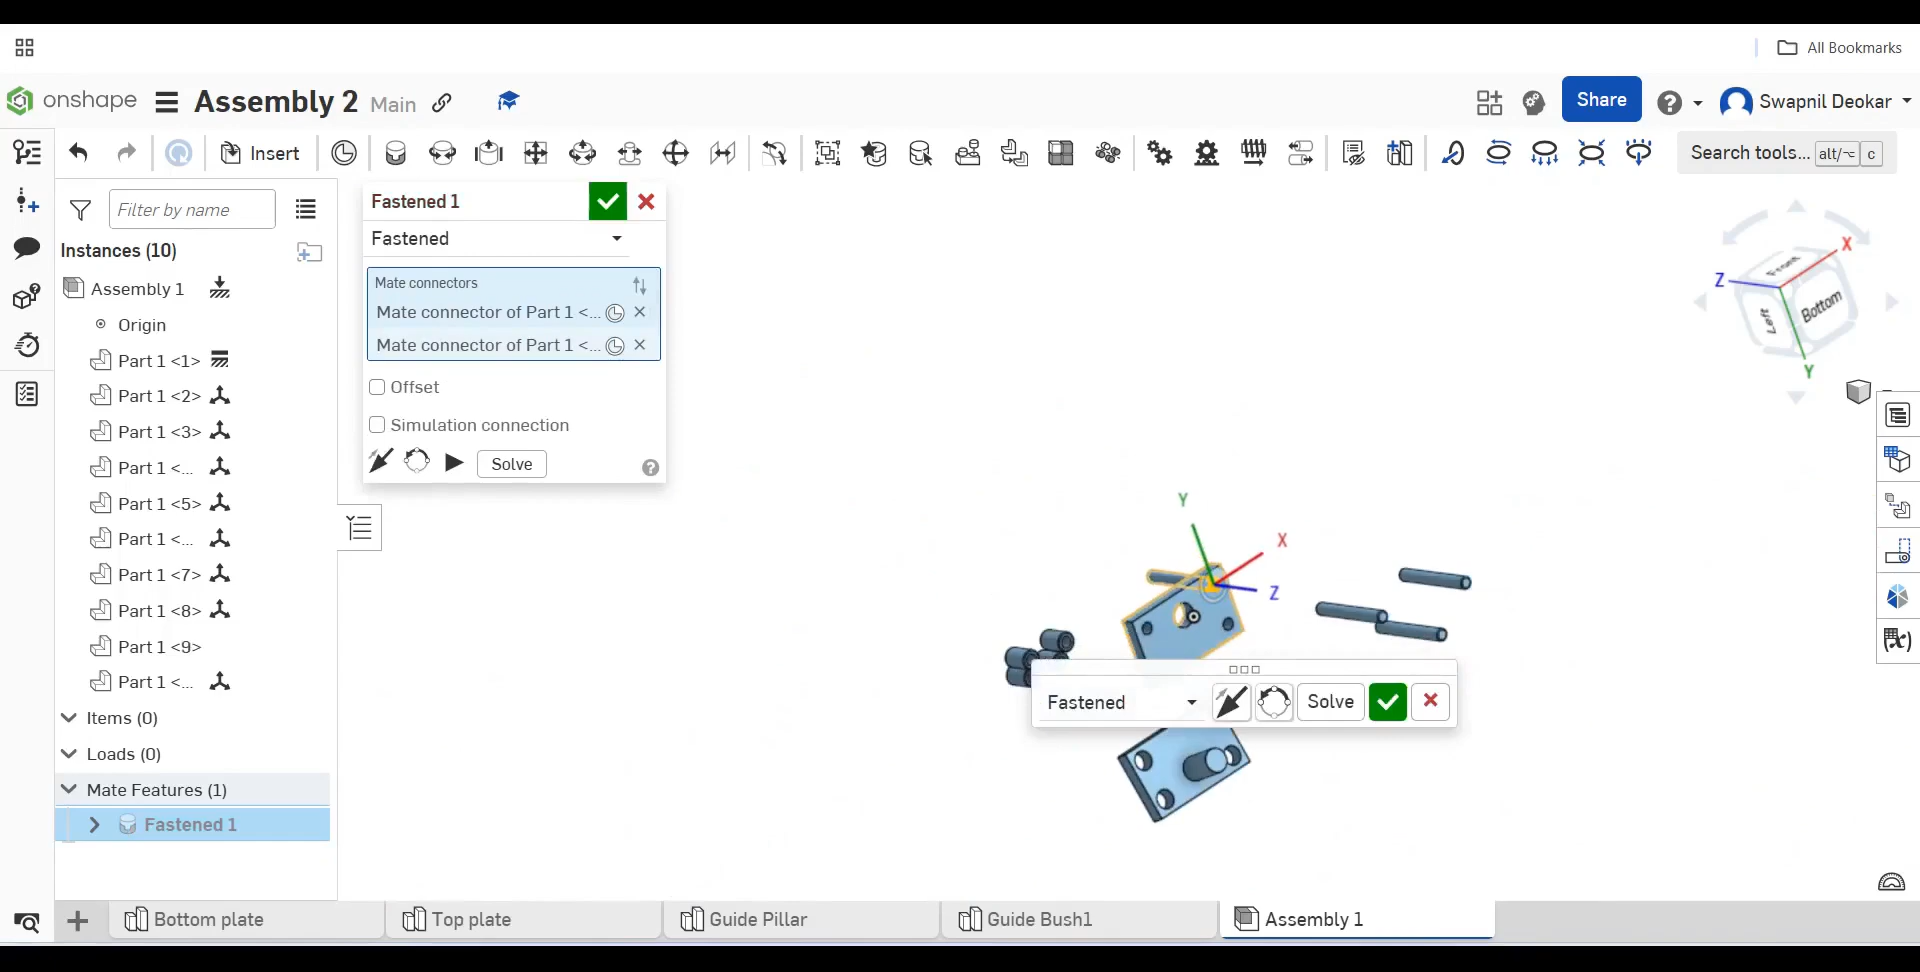 All Bookmarks
onshape Assembly 2 Main Share Swapnil Deokar
Insert Search tools... alt/⌥ c
Filter by name
Instances (10)
Assembly 1
Origin
Part 1 <1>
Part 1 <2>
Part 1 <3>
Part 1 <...
Part 1 <5>
Part 1 <...
Part 1 <7>
Part 1 <8>
Part 1 <9>
Part 1 <...
Items (0)
Loads (0)
Mate Features (1)
Fastened 1
Fastened 1
Fastened
Mate connectors
Mate connector of Part 1 <...
Mate connector of Part 1 <...
Offset
Simulation connection
Solve
X
Z
Front
Left
Bottom
Y
Y
X
Z
Fastened Solve
Bottom plate Top plate Guide Pillar Guide Bush1 Assembly 1